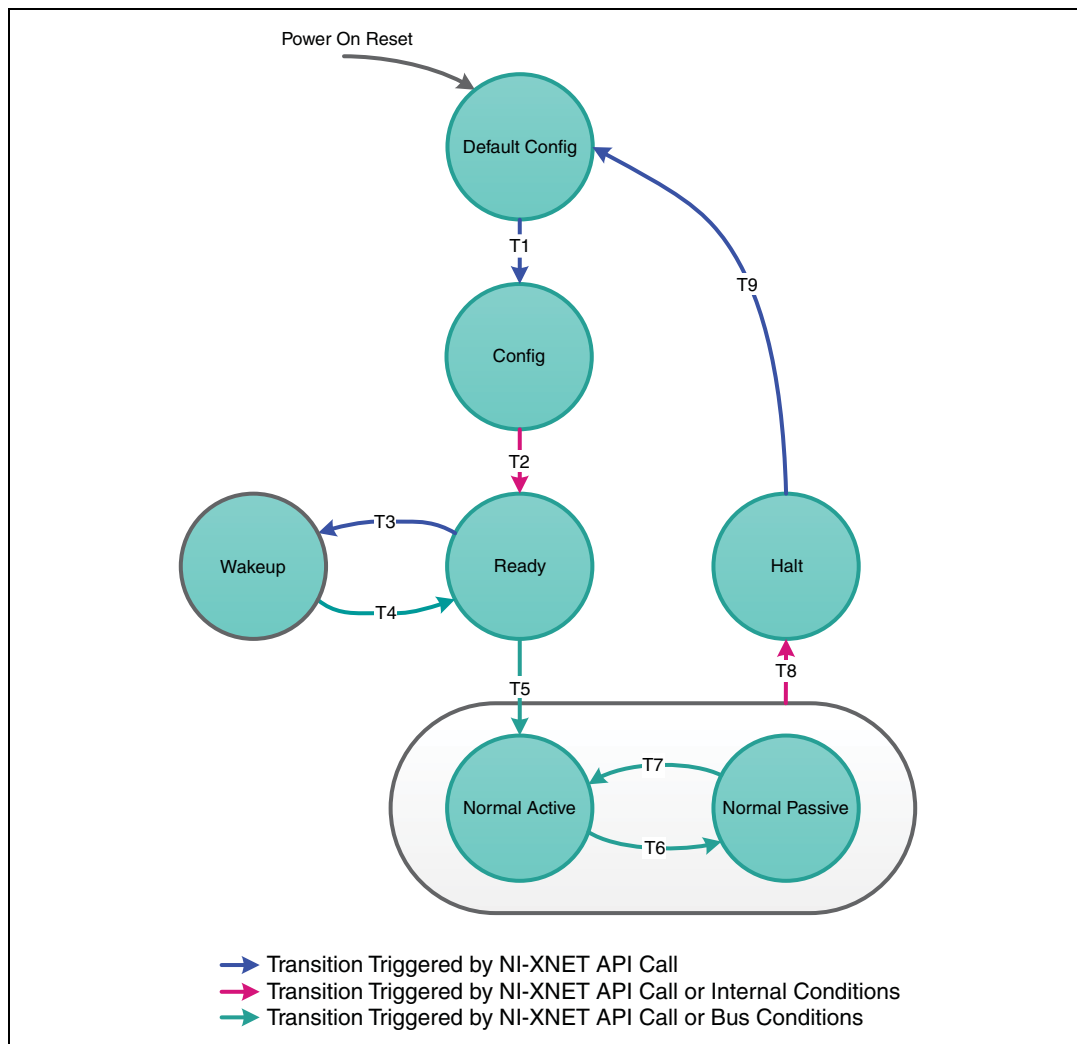 Power On Reset
Default Config
T1
T9
Config
T2
T3
Wakeup
Ready
Halt
T4
T8
T5
T7
Normal Active
Normal Passive
T6
Transition Triggered by NI-XNET API Call
Transition Triggered by NI-XNET API Call or Internal Conditions
Transition Triggered by NI-XNET API Call or Bus Conditions